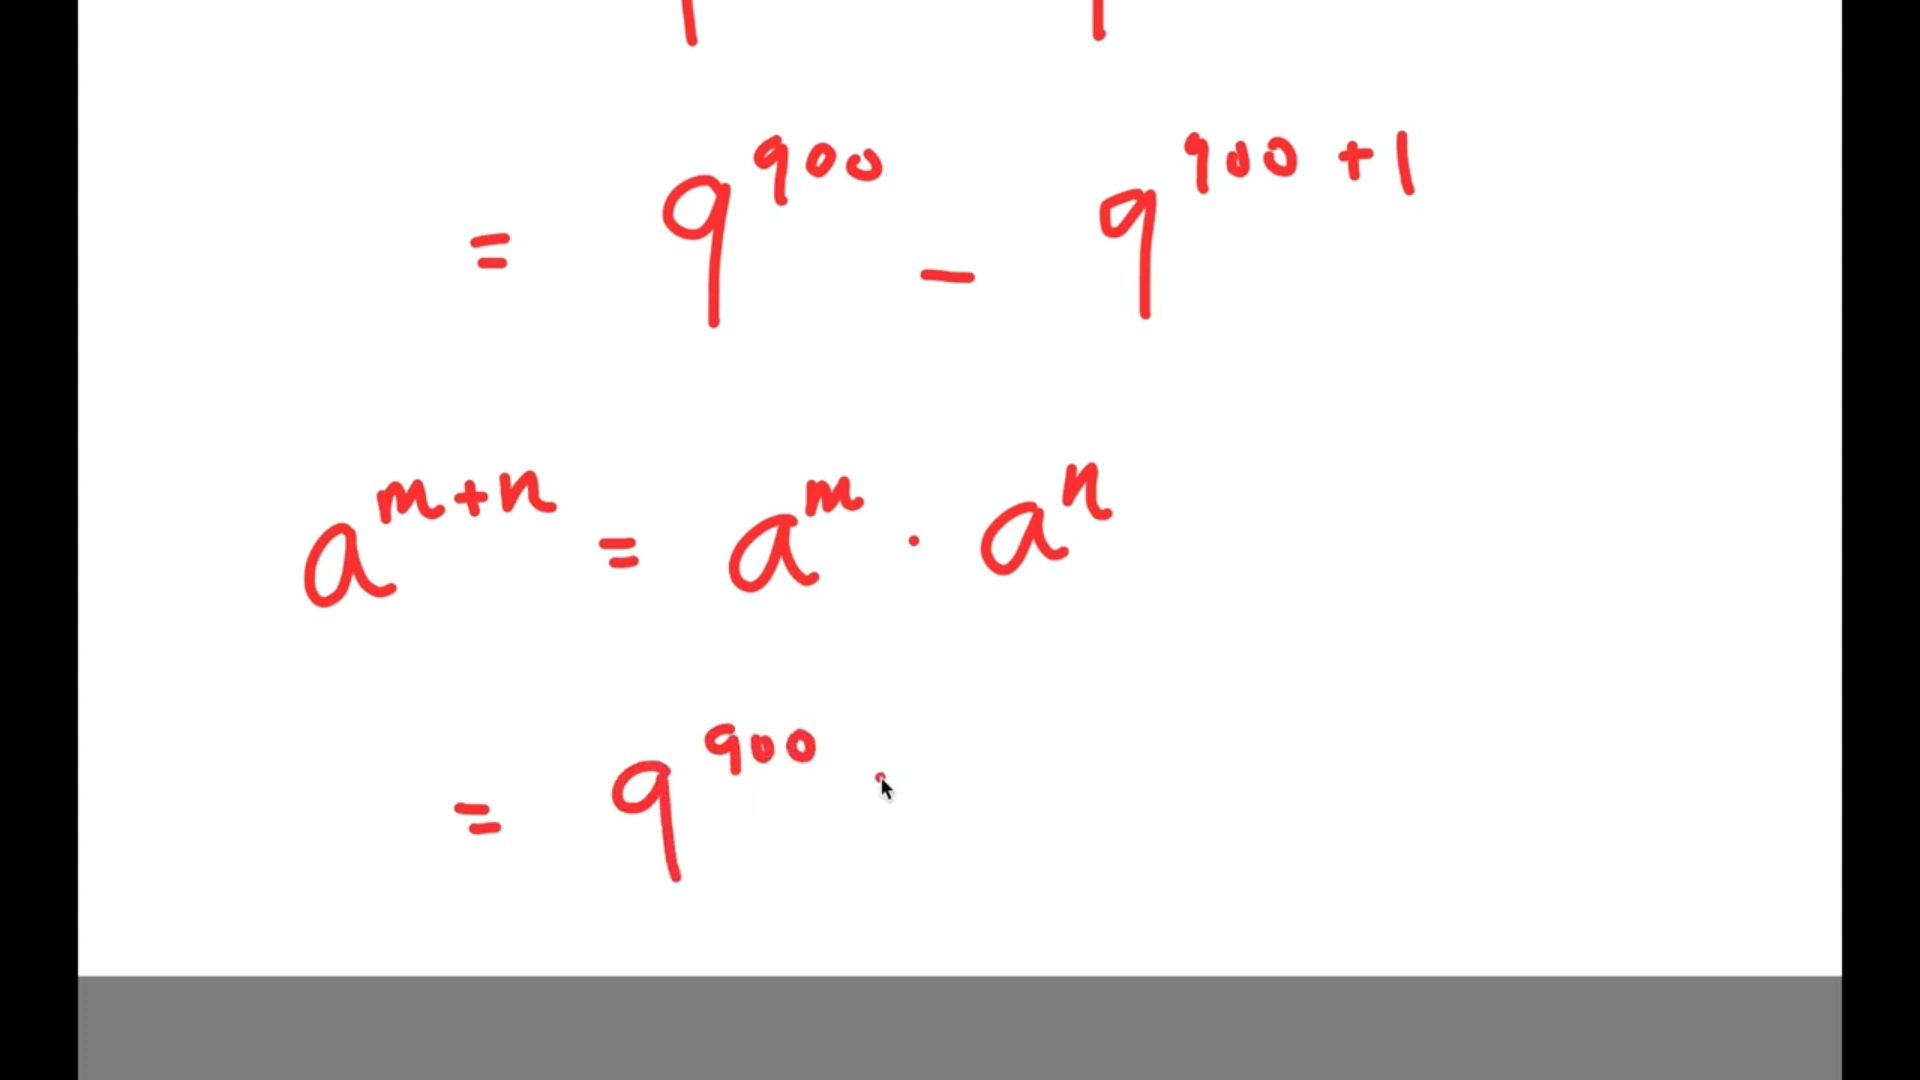 = 9^900 - 9^900+1
a^m+n = a^m · a^n
= 9^900